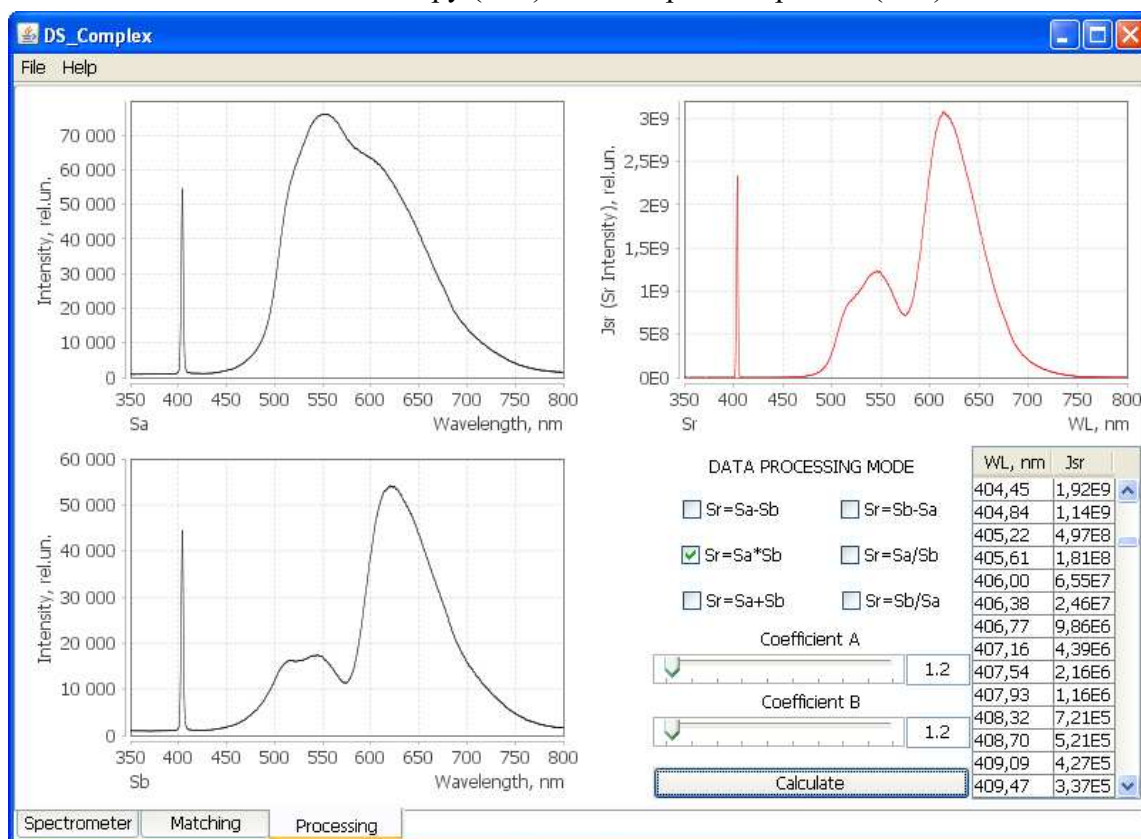 DS_Complex
File Help
70 000
60 000
50 000
40 000
30 000
20 000
10 000
0
Intensity, rel.un.
350 400 450 500 550 600 650 700 750 800
Sa Wavelength, nm
3E9
2,5E9
2E9
1,5E9
1E9
5E8
0E0
Jsr (Sr Intensity), rel.un.
350 400 450 500 550 600 650 700 750 800
Sr WL, nm
60 000
50 000
40 000
30 000
20 000
10 000
0
Intensity, rel.un.
350 400 450 500 550 600 650 700 750 800
Sb Wavelength, nm
DATA PROCESSING MODE
Sr=Sa-Sb Sr=Sb-Sa
Sr=Sa*Sb Sr=Sa/Sb
Sr=Sa+Sb Sr=Sb/Sa
Coefficient A
1.2
Coefficient B
1.2
Calculate
WL, nm Jsr
404,45 1,92E9
404,84 1,14E9
405,22 4,97E8
405,61 1,81E8
406,00 6,55E7
406,38 2,46E7
406,77 9,86E6
407,16 4,39E6
407,54 2,16E6
407,93 1,16E6
408,32 7,21E5
408,70 5,21E5
409,09 4,27E5
409,47 3,37E5
Spectrometer Matching Processing